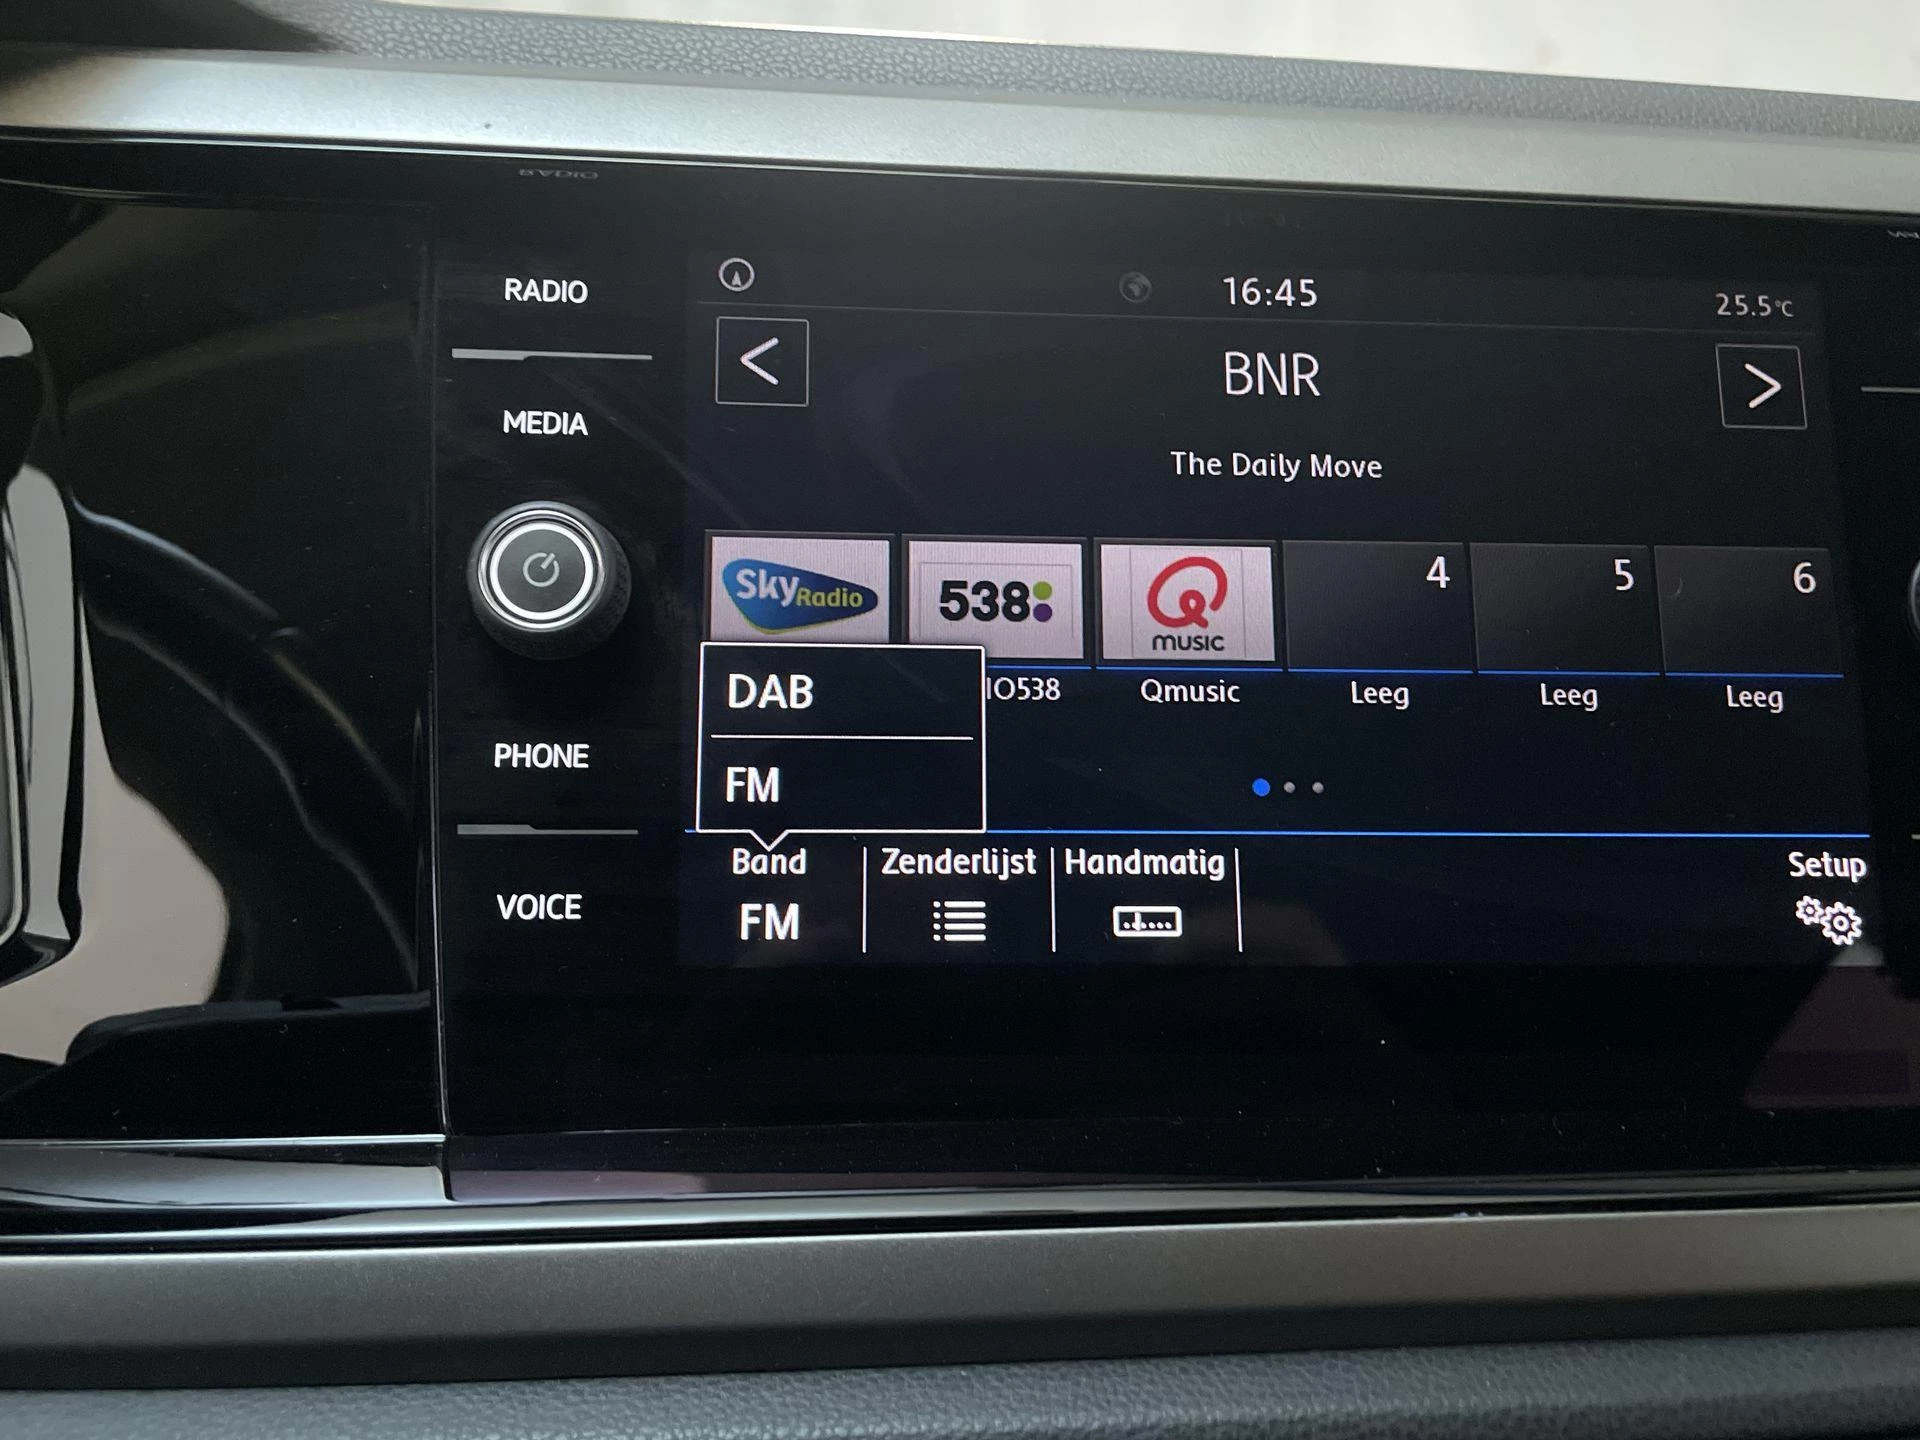 RADIO
MEDIA
PHONE
VOICE
16:45
25.5°C
<
BNR
>
The Daily Move
Sky Radio
538
Q music
4
5
6
IO538
Qmusic
Leeg
Leeg
Leeg
DAB
FM
Band
FM
Zenderlijst
Handmatig
Setup